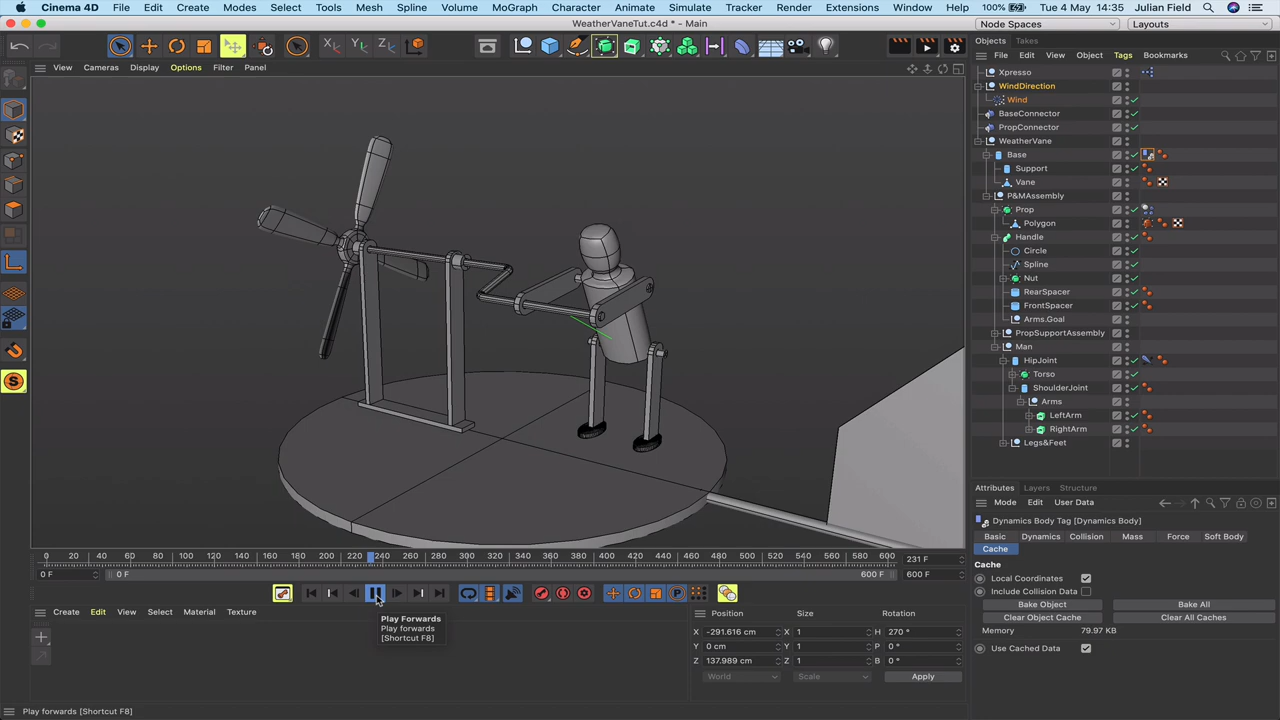 Cinema 4D File Edit Create Modes Select Tools Mesh Spline Volume MoGraph Character Animate Simulate Tracker Render Extensions Window Help 100% Tue 4 May 14:35 Julian Field
WeatherVaneTut.c4d * - Main
Node Spaces Layouts
Objects Takes
View Cameras Display Options Filter Panel
File Edit View Object Tags Bookmarks
Xpresso
WindDirection
Wind
BaseConnector
PropConnector
WeatherVane
Base
Support
Vane
P&MAssembly
Prop
Polygon
Handle
Circle
Spline
Nut
RearSpacer
FrontSpacer
Arms.Goal
PropSupportAssembly
Man
HipJoint
Torso
ShoulderJoint
Arms
LeftArm
RightArm
Legs&Feet
Attributes Layers Structure
Mode Edit User Data
Dynamics Body Tag [Dynamics Body]
Basic Dynamics Collision Mass Force Soft Body
Cache
Cache
Local Coordinates
Include Collision Data
Bake Object Bake All
Clear Object Cache Clear All Caches
Memory 79.97 KB
Use Cached Data
0 20 40 60 80 100 120 140 160 180 200 220 240 260 280 300 320 340 360 380 400 420 440 460 480 500 520 540 560 580 600 231 F
0 F 0 F 600 F 600 F
Play Forwards
Play forwards
[Shortcut F8]
Create Edit View Select Material Texture
Position Size Rotation
X -291.616 cm X 1 H 270 °
Y 0 cm Y 1 P 0 °
Z 137.989 cm Z 1 B 0 °
World Scale Apply
Play forwards [Shortcut F8]